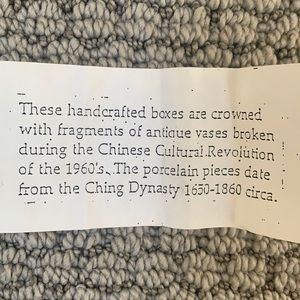 These handcrafted boxes are crowned
with fragments of antique vases broken
during the Chinese Cultural Revolution
of the 1960's. The porcelain pieces date
from the Ching Dynasty 1650-1860 circa.